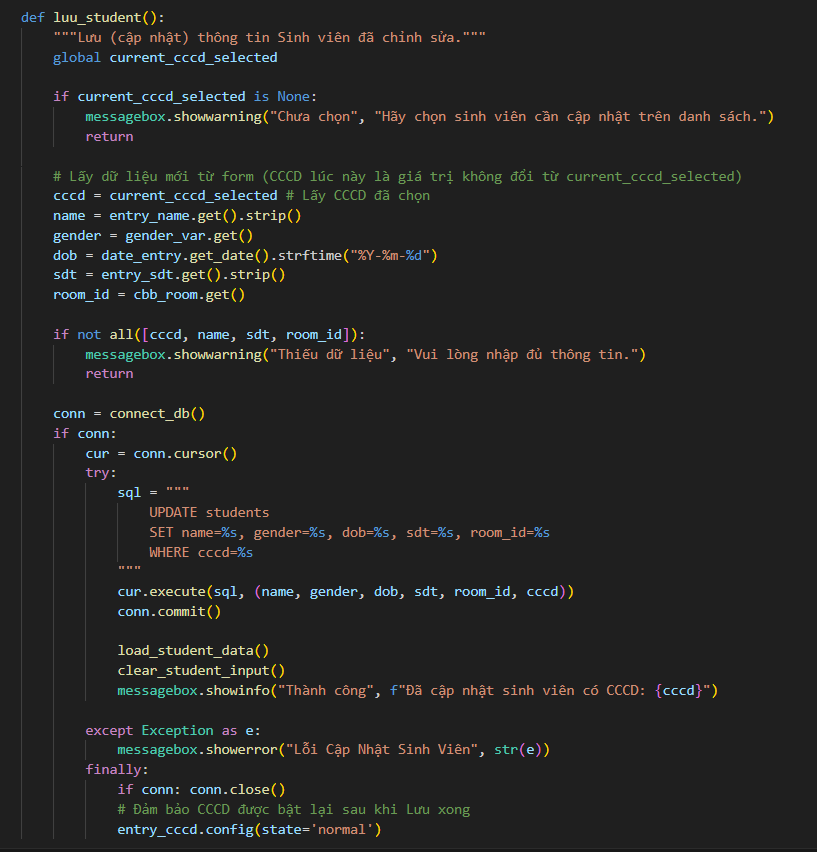 def luu_student():
    """Lưu (cập nhật) thông tin Sinh viên đã chỉnh sửa."""
    global current_cccd_selected

    if current_cccd_selected is None:
        messagebox.showwarning("Chưa chọn", "Hãy chọn sinh viên cần cập nhật trên danh sách.")
        return

    # Lấy dữ liệu mới từ form (CCCD lúc này là giá trị không đổi từ current_cccd_selected)
    cccd = current_cccd_selected # Lấy CCCD đã chọn
    name = entry_name.get().strip()
    gender = gender_var.get()
    dob = date_entry.get_date().strftime("%Y-%m-%d")
    sdt = entry_sdt.get().strip()
    room_id = cbb_room.get()

    if not all([cccd, name, sdt, room_id]):
        messagebox.showwarning("Thiếu dữ liệu", "Vui lòng nhập đủ thông tin.")
        return

    conn = connect_db()
    if conn:
        cur = conn.cursor()
        try:
            sql = """
                UPDATE students
                SET name=%s, gender=%s, dob=%s, sdt=%s, room_id=%s
                WHERE cccd=%s
            """
            cur.execute(sql, (name, gender, dob, sdt, room_id, cccd))
            conn.commit()

            load_student_data()
            clear_student_input()
            messagebox.showinfo("Thành công", f"Đã cập nhật sinh viên có CCCD: {cccd}")

        except Exception as e:
            messagebox.showerror("Lỗi Cập Nhật Sinh Viên", str(e))
        finally:
            if conn: conn.close()
            # Đảm bảo CCCD được bật lại sau khi Lưu xong
            entry_cccd.config(state='normal')